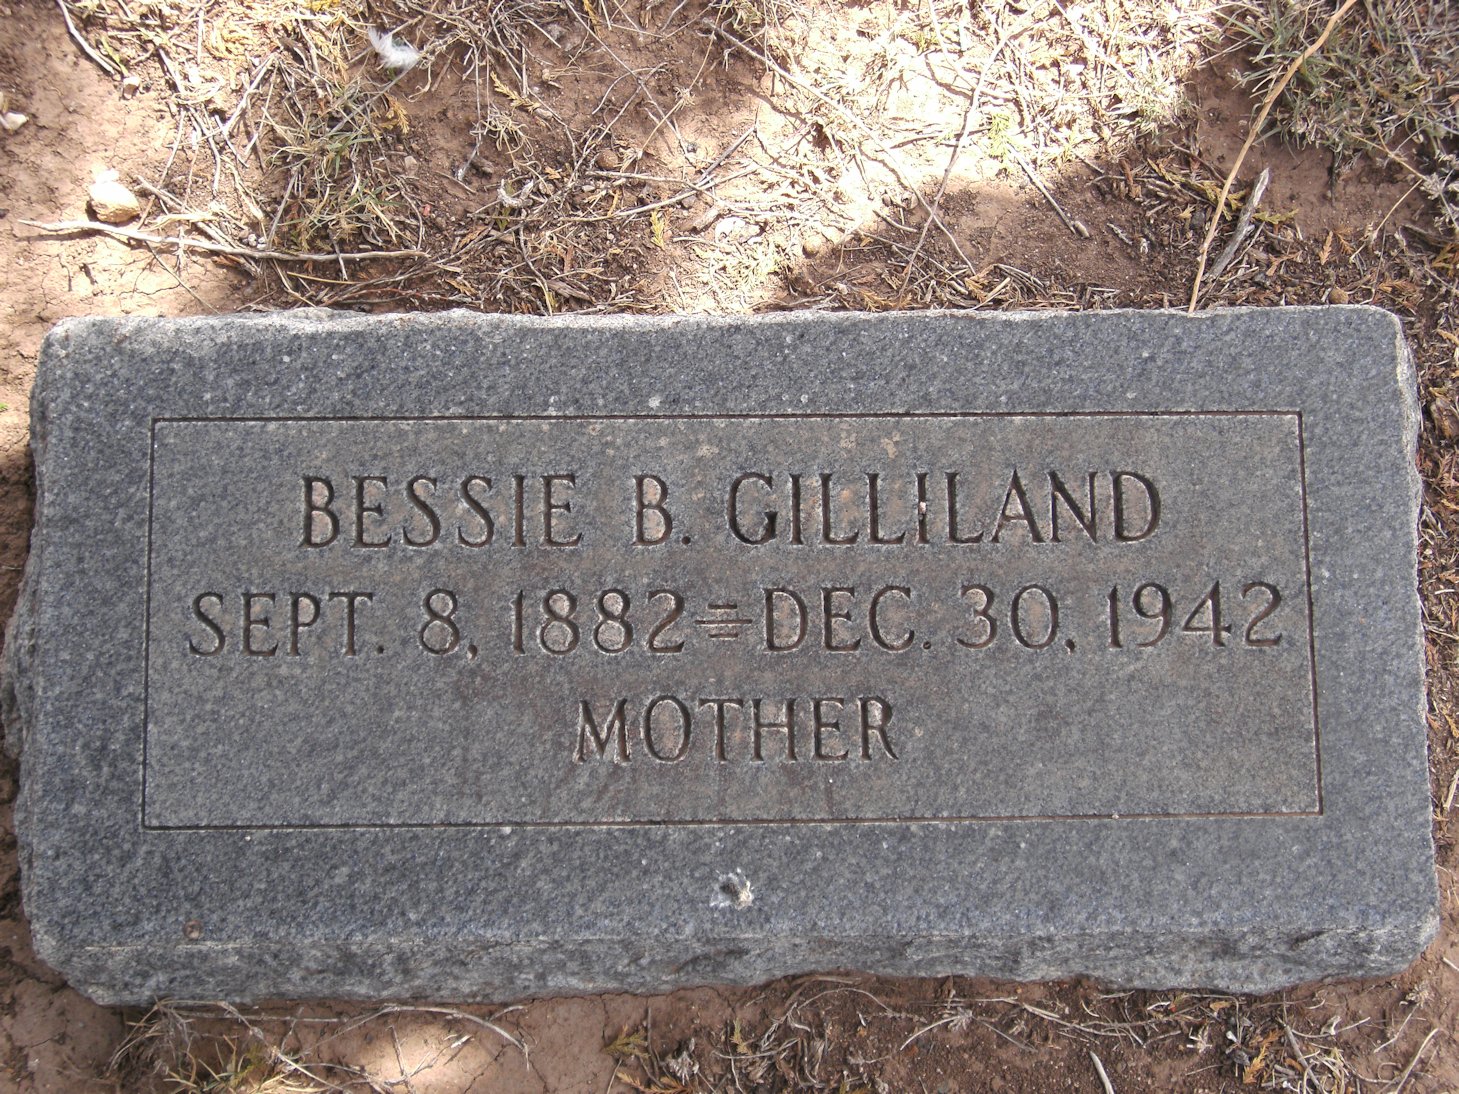 BESSIE B. GILLILAND
SEPT. 8, 1882 = DEC. 30, 1942
MOTHER